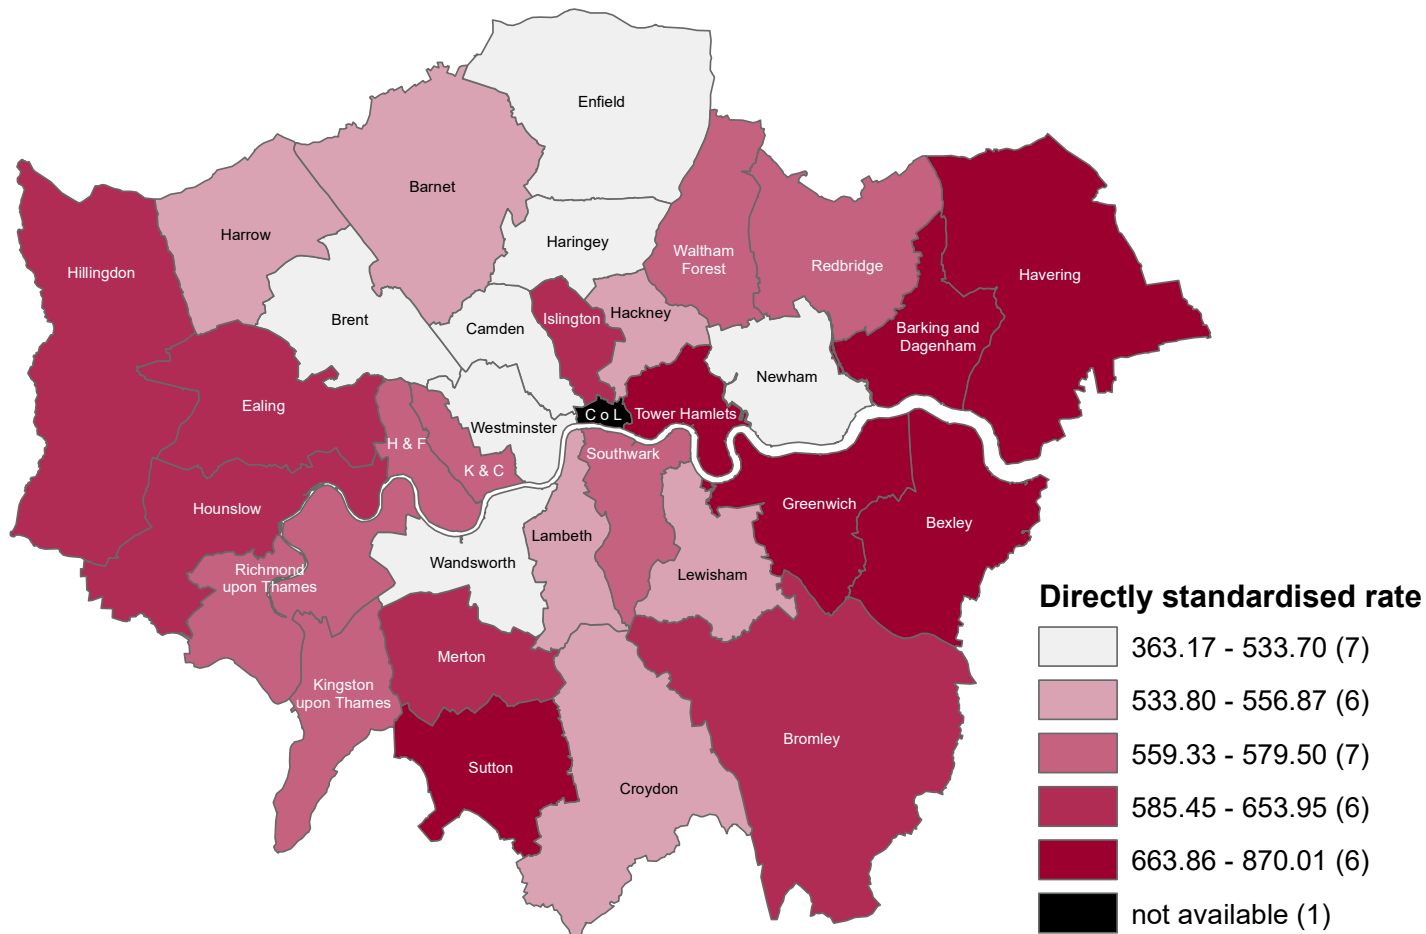 Enfield
Barnet
Harrow
Haringey
Waltham
Forest
Redbridge
Hillingdon
Havering
Brent
Camden
Islington
Hackney
Barking and
Dagenham
Newham
Ealing
Westminster
C o L
Tower Hamlets
H & F
K & C
Southwark
Hounslow
Greenwich
Bexley
Richmond
upon Thames
Wandsworth
Lambeth
Lewisham
Merton
Kingston
upon Thames
Sutton
Croydon
Bromley
Directly standardised rate
363.17 - 533.70 (7)
533.80 - 556.87 (6)
559.33 - 579.50 (7)
585.45 - 653.95 (6)
663.86 - 870.01 (6)
not available (1)